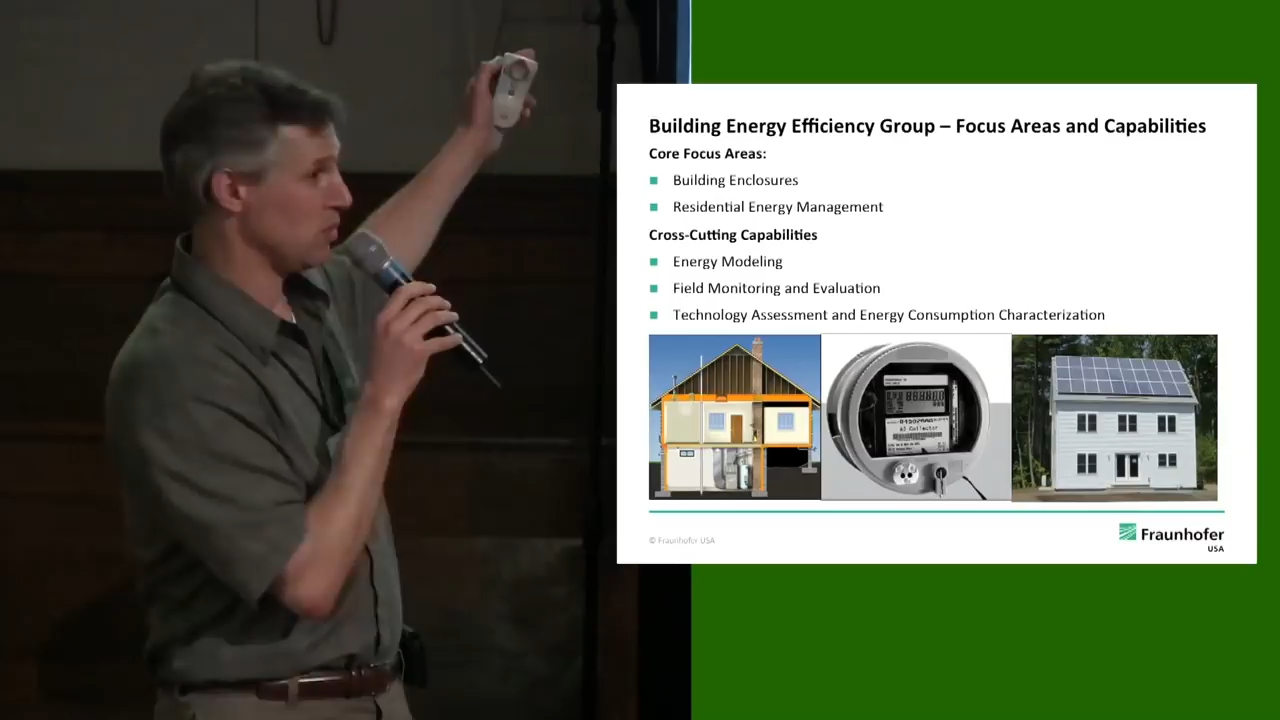 Building Energy Efficiency Group – Focus Areas and Capabilities
Core Focus Areas:
Building Enclosures
Residential Energy Management
Cross-Cutting Capabilities
Energy Modeling
Field Monitoring and Evaluation
Technology Assessment and Energy Consumption Characterization
© Fraunhofer USA
Fraunhofer
USA